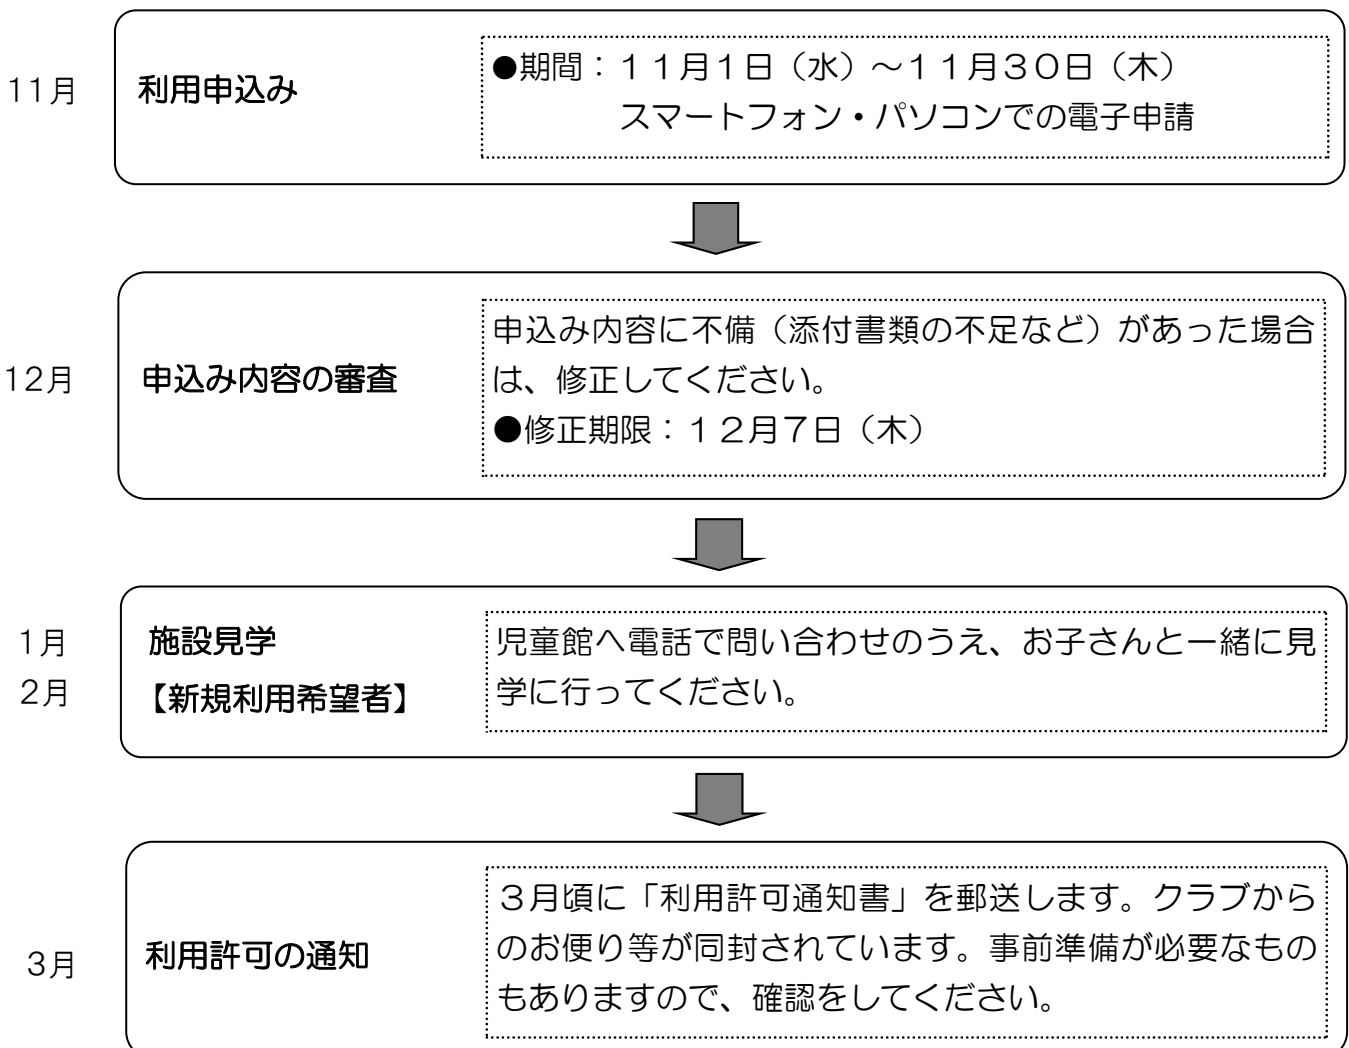 11月
利用申込み
●期間：１１月１日（水）～１１月３０日（木）
スマートフォン・パソコンでの電子申請
12月
申込み内容の審査
申込み内容に不備（添付書類の不足など）があった場合
は、修正してください。
●修正期限：１２月７日（木）
1月
2月
施設見学
【新規利用希望者】
児童館へ電話で問い合わせのうえ、お子さんと一緒に見
学に行ってください。
3月
利用許可の通知
３月頃に「利用許可通知書」を郵送します。クラブから
のお便り等が同封されています。事前準備が必要なもの
もありますので、確認をしてください。